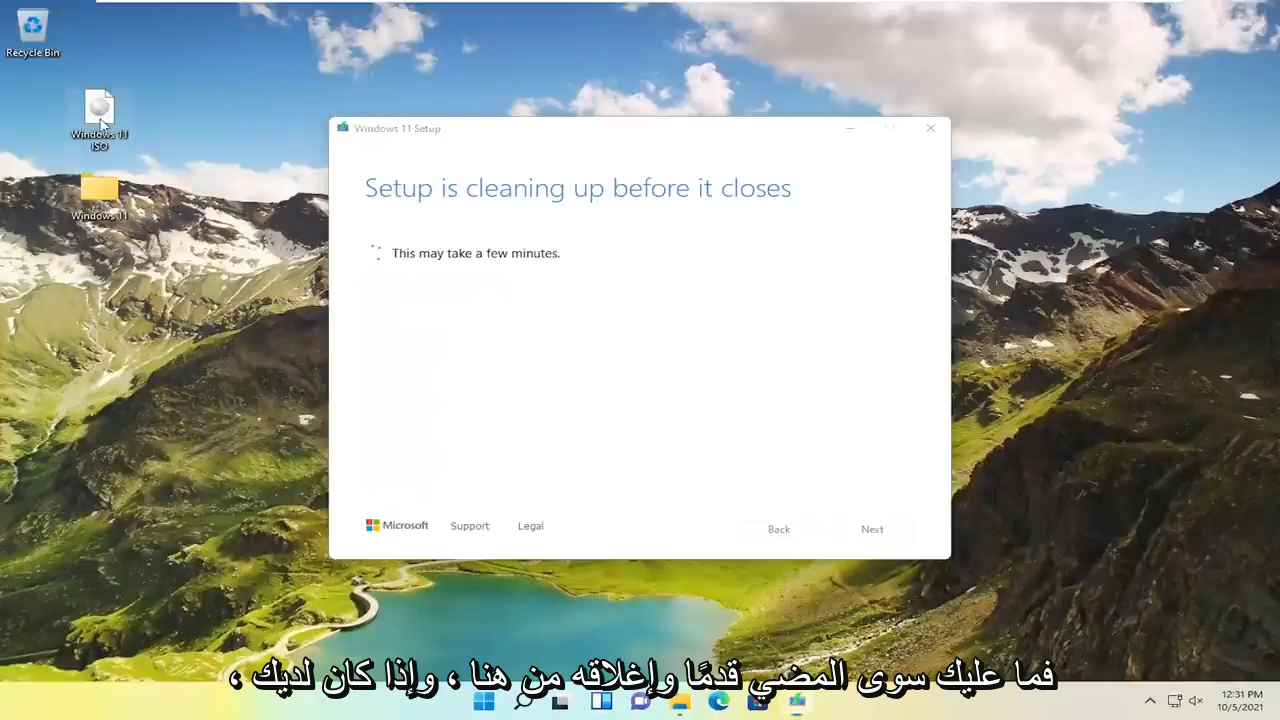 Recycle Bin
Windows 11
ISO
Windows 11
Windows 11 Setup
Setup is cleaning up before it closes
This may take a few minutes.
Microsoft
Support
Legal
Back
Next
فما عليك سوى المضي قدمًا وإغلاقه من هنا ، وإذا كان لديك ،
12:31 PM
10/5/2021